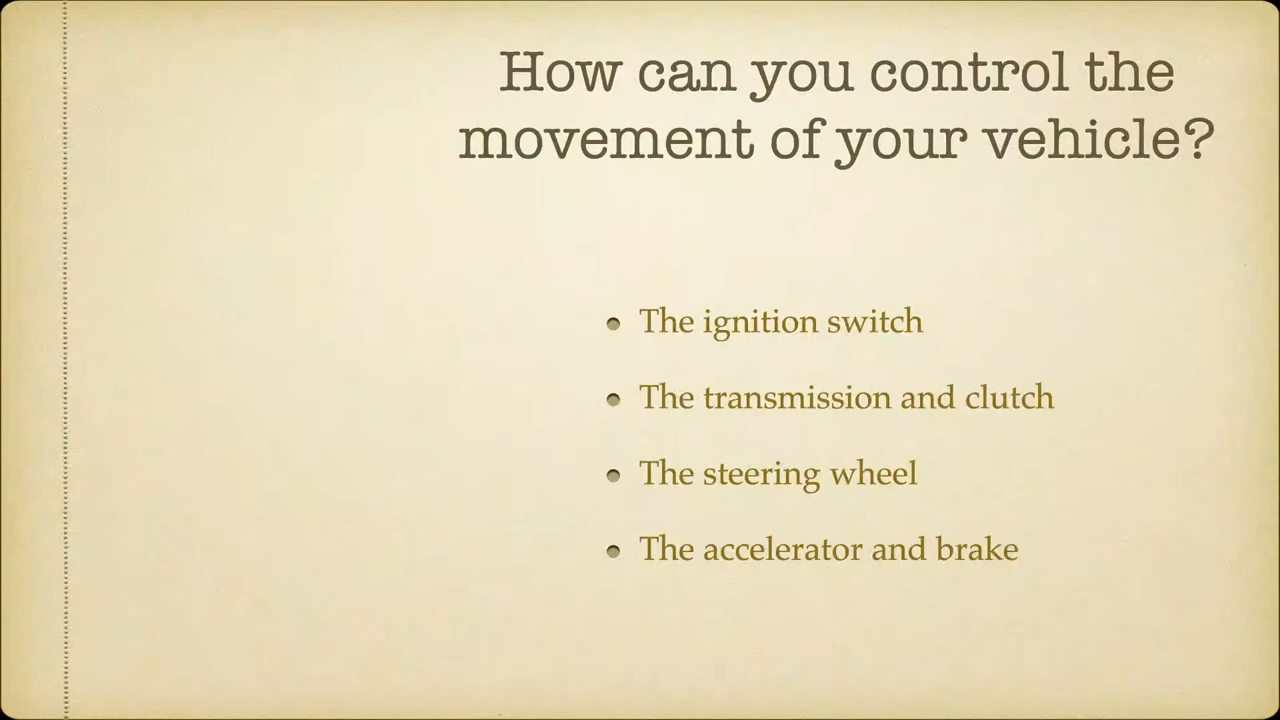 How can you control the
movement of your vehicle?
• The ignition switch
• The transmission and clutch
• The steering wheel
• The accelerator and brake